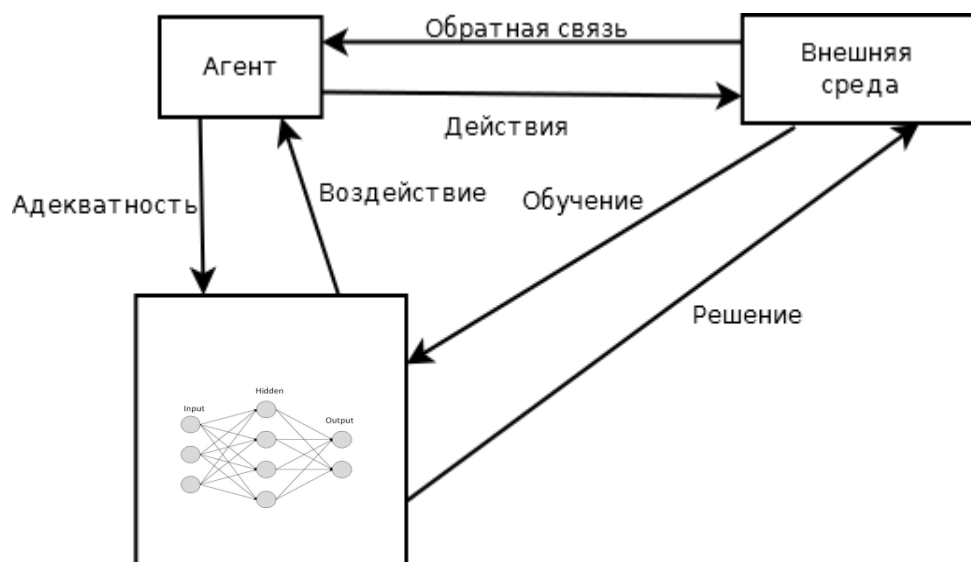 Обратная связь
Агент
Внешняя
среда
Действия
Адекватность
Воздействие
Обучение
Решение
Hidden
Input
Output